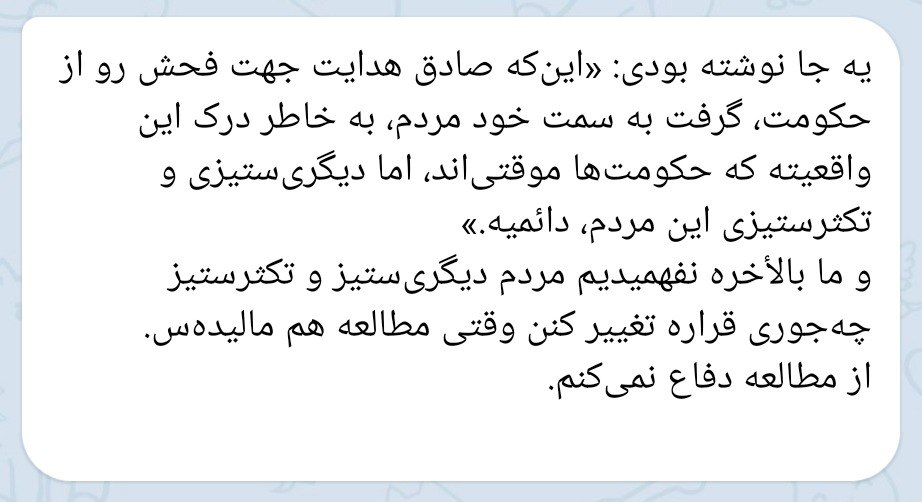 یه جا نوشته بودی: «این‌که صادق هدایت جهت فحش رو از
حکومت، گرفت به سمت خود مردم، به خاطر درک این
واقعیته که حکومت‌ها موقتی‌اند، اما دیگری‌ستیزی و
تکثرستیزی این مردم، دائمیه.»
و ما بالأخره نفهمیدیم مردم دیگری‌ستیز و تکثرستیز
چه‌جوری قراره تغییر کنن وقتی مطالعه هم مالیده‌س.
از مطالعه دفاع نمی‌کنم.